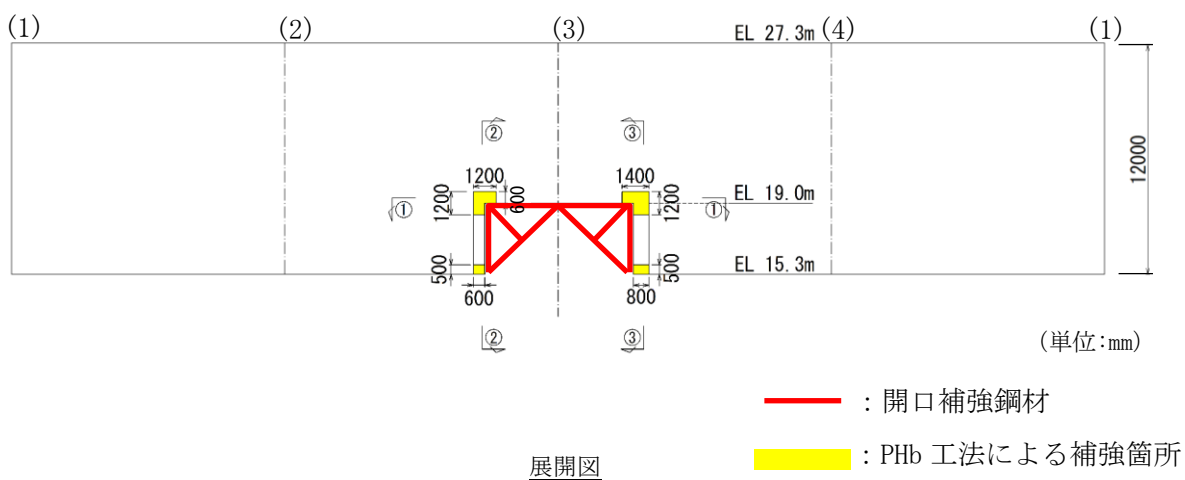 (1) (2) (3) EL 27.3m (4) (1)
② ③
1200 1400
1200 600 1200 12000
① EL 19.0m ①
500 EL 15.3m 500
600 800
② ③
(単位:mm)
：開口補強鋼材
：PHb 工法による補強箇所
展開図